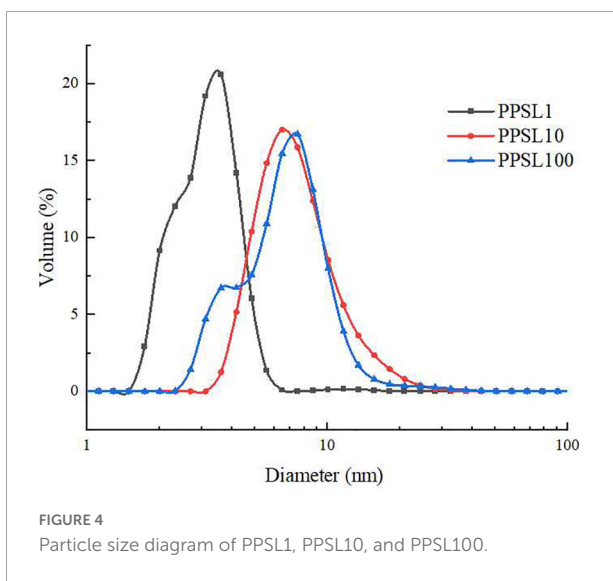 20
15
10
5
0
Volume (%)
PPSL1
PPSL10
PPSL100
1
10
100
Diameter (nm)
FIGURE 4
Particle size diagram of PPSL1, PPSL10, and PPSL100.